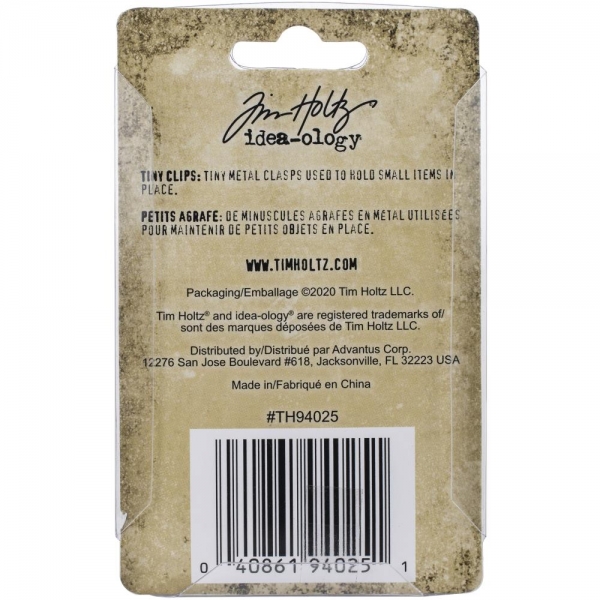 Tim Holtz®
idea-ology®
TINY CLIPS: TINY METAL CLASPS USED TO HOLD SMALL ITEMS IN
PLACE.
PETITS AGRAFE: DE MINUSCULES AGRAFES EN METAL UTILISÉES
POUR MAINTENIR DE PETITS OBJETS EN PLACE.
WWW.TIMHOLTZ.COM
Packaging/Emballage ©2020 Tim Holtz LLC.
Tim Holtz® and idea-ology® are registered trademarks of/
sont des marques déposées de Tim Holtz LLC.
Distributed by/Distribué par Advantus Corp.
12276 San Jose Boulevard #618, Jacksonville, FL 32223 USA
Made in/Fabriqué en China
#TH94025
0 40861 94025 1